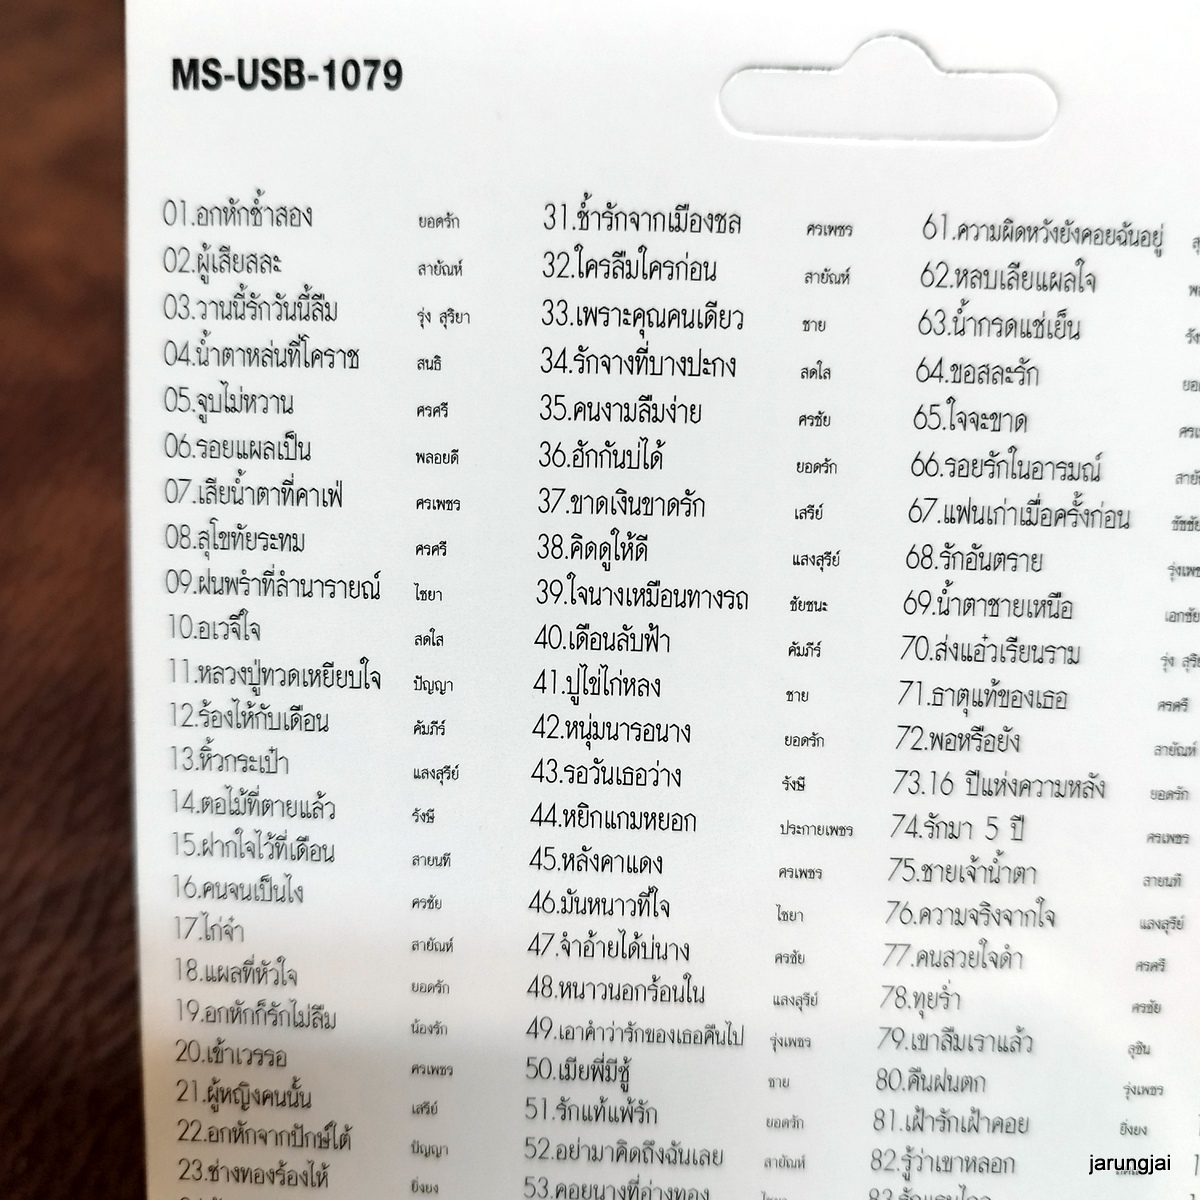 MS-USB-1079
01.อกหักซ้ำสอง ยอดรัก
02.ผู้เสียสละ สายัณห์
03.วานนี้รักวันนี้ลืม รุ่ง สุริยา
04.น้ำตาหล่นที่โคราช สนธิ
05.จูบไม่หวาน ศรศรี
06.รอยแผลเป็น พลอยดี
07.เสียน้ำตาที่คาเฟ่ ศรเพชร
08.สุโขทัยระทม ศรศรี
09.ฝนพรำที่ลำนารายณ์ ไชยา
10.อเวจีใจ สดใส
11.หลวงปู่ทวดเหยียบใจ ปัญญา
12.ร้องไห้กับเดือน คัมภีร์
13.หิ้วกระเป๋า แสงสุรีย์
14.ตอไม้ที่ตายแล้ว รังษี
15.ฝากใจไว้ที่เดือน สายนที
16.คนจนเป็นไง ศรชัย
17.ไก่จ๋า สายัณห์
18.แผลที่หัวใจ ยอดรัก
19.อกหักก็รักไม่ลืม น้องรัก
20.เข้าเวรรอ ศรเพชร
21.ผู้หญิงคนนั้น เสรีย์
22.อกหักจากปักษ์ใต้ ปัญญา
23.ช่างทองร้องไห้ ยิ่งยง
31.ช้ำรักจากเมืองชล ศรเพชร
32.ใครลืมใครก่อน สายัณห์
33.เพราะคุณคนเดียว ชาย
34.รักจางที่บางปะกง สดใส
35.คนงามลืมง่าย ศรชัย
36.ฮักกันบ่ได้ ยอดรัก
37.ขาดเงินขาดรัก เสรีย์
38.คิดดูให้ดี แสงสุรีย์
39.ใจนางเหมือนทางรถ ชัยชนะ
40.เดือนลับฟ้า คัมภีร์
41.ปูไข่ไก่หลง ชาย
42.หนุ่มนารอนาง ยอดรัก
43.รอวันเธอว่าง รังษี
44.หยิกแกมหยอก ประกายเพชร
45.หลังคาแดง ศรเพชร
46.มันหนาวที่ใจ ไชยา
47.จำอ้ายได้บ่นาง ศรชัย
48.หนาวนอกร้อนใน แสงสุรีย์
49.เอาคำว่ารักของเธอคืนไป รุ่งเพชร
50.เมียพี่มีชู้ ชาย
51.รักแท้แพ้รัก ยอดรัก
52.อย่ามาคิดถึงฉันเลย สายัณห์
53.คอยนางที่อ่างทอง
61.ความผิดหวังยังคอยฉันอยู่
62.หลบเลียแผลใจ
63.น้ำกรดแช่เย็น
64.ขอสละรัก
65.ใจจะขาด
66.รอยรักในอารมณ์
67.แฟนเก่าเมื่อครั้งก่อน
68.รักอันตราย
69.น้ำตาชายเหนือ
70.ส่งแอ๋วเรียนราม
71.ธาตุแท้ของเธอ ศรศรี
72.พอหรือยัง สายัณห์
73.16 ปีแห่งความหลัง ยอดรัก
74.รักมา 5 ปี ศรเพชร
75.ชายเจ้าน้ำตา สายนที
76.ความจริงจากใจ แสงสุรีย์
77.คนสวยใจดำ ศรศรี
78.ทุยร่ำ ศรชัย
79.เขาลืมเราแล้ว สุชิน
80.คืนฝนตก รุ่งเพชร
81.เฝ้ารักเฝ้าคอย ยิ่งยง
82.รู้ว่าเขาหลอก
jarungjai